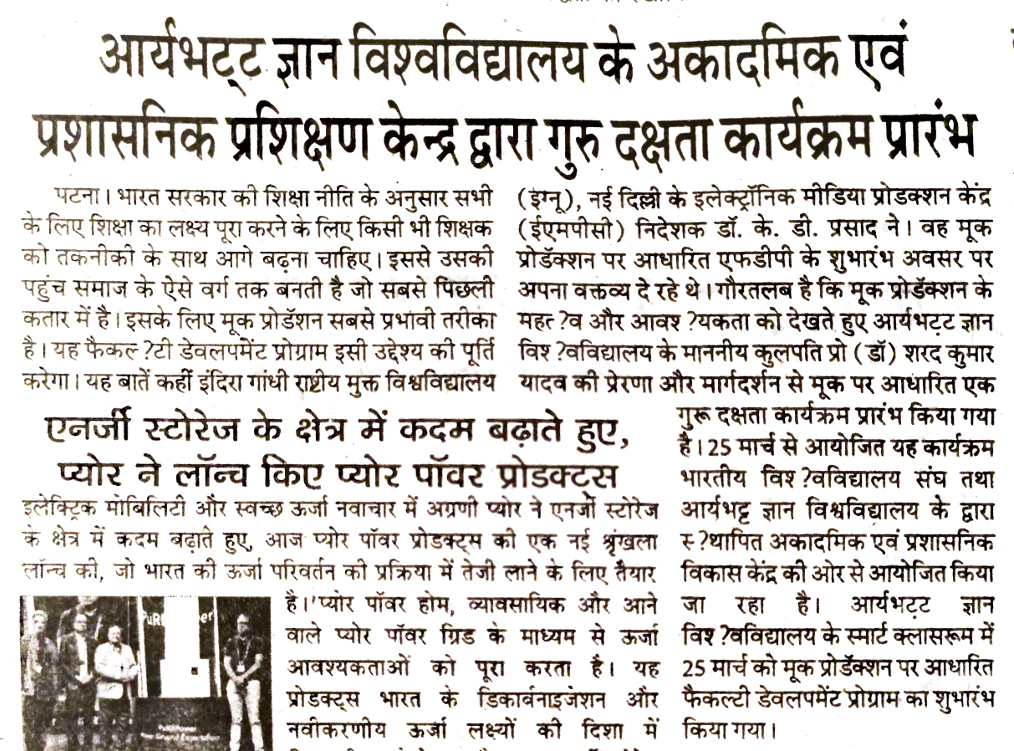 आर्यभट्ट ज्ञान विश्वविद्यालय के अकादमिक एवं
प्रशासनिक प्रशिक्षण केन्द्र द्वारा गुरु दक्षता कार्यक्रम प्रारंभ
पटना। भारत सरकार की शिक्षा नीति के अनुसार सभी
के लिए शिक्षा का लक्ष्य पूरा करने के लिए किसी भी शिक्षक
को तकनीकी के साथ आगे बढ़ना चाहिए। इससे उसकी
पहुंच समाज के ऐसे वर्ग तक बनती है जो सबसे पिछली
कतार में है। इसके लिए मूक प्रोडॅशन सबसे प्रभावी तरीका
है। यह फैकल ?टी डेवलपमेंट प्रोग्राम इसी उद्देश्य की पूर्ति
करेगा। यह बातें कहीं इंदिरा गांधी राष्ट्रीय मुक्त विश्वविद्यालय
(इग्नू), नई दिल्ली के इलेक्ट्रॉनिक मीडिया प्रोडक्शन केंद्र
(ईएमपीसी) निदेशक डॉ. के. डी. प्रसाद ने। वह मूक
प्रोडॅक्शन पर आधारित एफडीपी के शुभारंभ अवसर पर
अपना वक्तव्य दे रहे थे। गौरतलब है कि मूक प्रोडॅक्शन के
महत ?व और आवश ?यकता को देखते हुए आर्यभट्ट ज्ञान
विश ?वविद्यालय के माननीय कुलपति प्रो (डॉ) शरद कुमार
यादव की प्रेरणा और मार्गदर्शन से मूक पर आधारित एक
गुरू दक्षता कार्यक्रम प्रारंभ किया गया
है। 25 मार्च से आयोजित यह कार्यक्रम
भारतीय विश ?वविद्यालय संघ तथा
आर्यभट्ट ज्ञान विश्वविद्यालय के द्वारा
स ?थापित अकादमिक एवं प्रशासनिक
विकास केंद्र की ओर से आयोजित किया
जा रहा है। आर्यभट्ट ज्ञान
विश ?वविद्यालय के स्मार्ट क्लासरूम में
25 मार्च को मूक प्रोडॅक्शन पर आधारित
फैकल्टी डेवलपमेंट प्रोग्राम का शुभारंभ
किया गया।
एनर्जी स्टोरेज के क्षेत्र में कदम बढ़ाते हुए,
प्योर ने लॉन्च किए प्योर पॉवर प्रोडक्ट्स
इलेक्ट्रिक मोबिलिटी और स्वच्छ ऊर्जा नवाचार में अग्रणी प्योर ने एनर्जी स्टोरेज
के क्षेत्र में कदम बढ़ाते हुए, आज प्योर पॉवर प्रोडक्ट्स की एक नई श्रृंखला
लॉन्च की, जो भारत की ऊर्जा परिवर्तन की प्रक्रिया में तेजी लाने के लिए तैयार
है। 'प्योर पॉवर होम, व्यावसायिक और आने
वाले प्योर पॉवर ग्रिड के माध्यम से ऊर्जा
आवश्यकताओं को पूरा करता है। यह
प्रोडक्ट्स भारत के डिकार्बनाइजेशन और
नवीकरणीय ऊर्जा लक्ष्यों की दिशा में